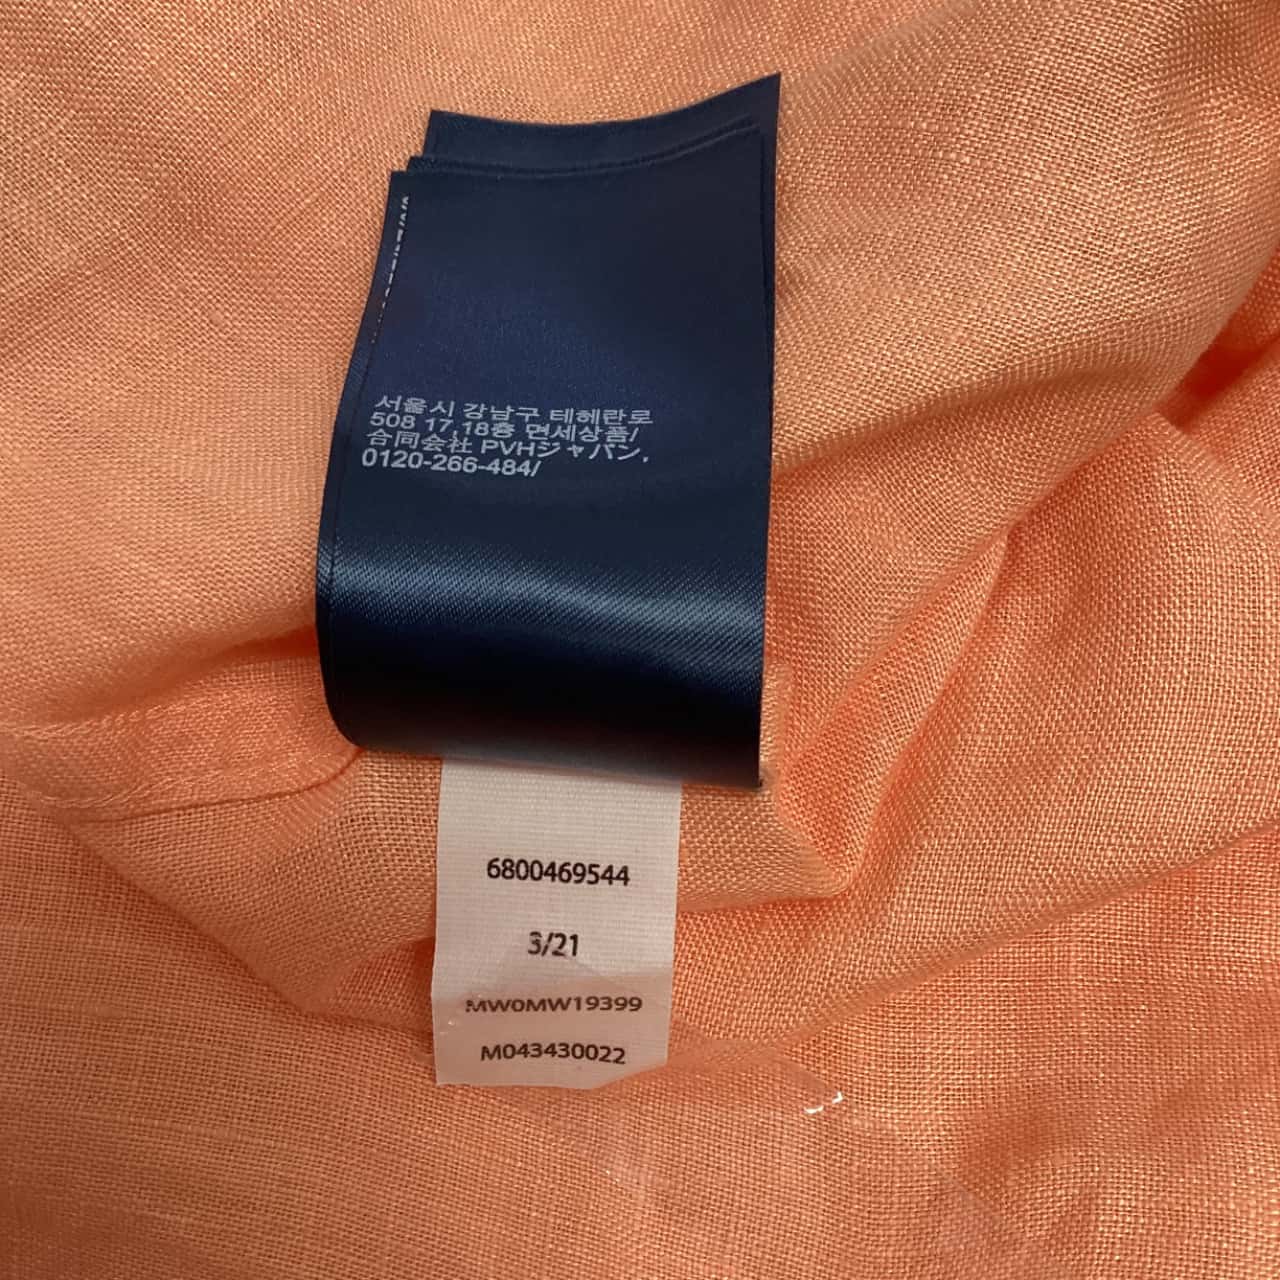 서울시 강남구 테헤란로
508 17,18층 면세상품/
合同会社 PVHジャパン,
0120-266-484/
6800469544
3/21
MW0MW19399
M043430022